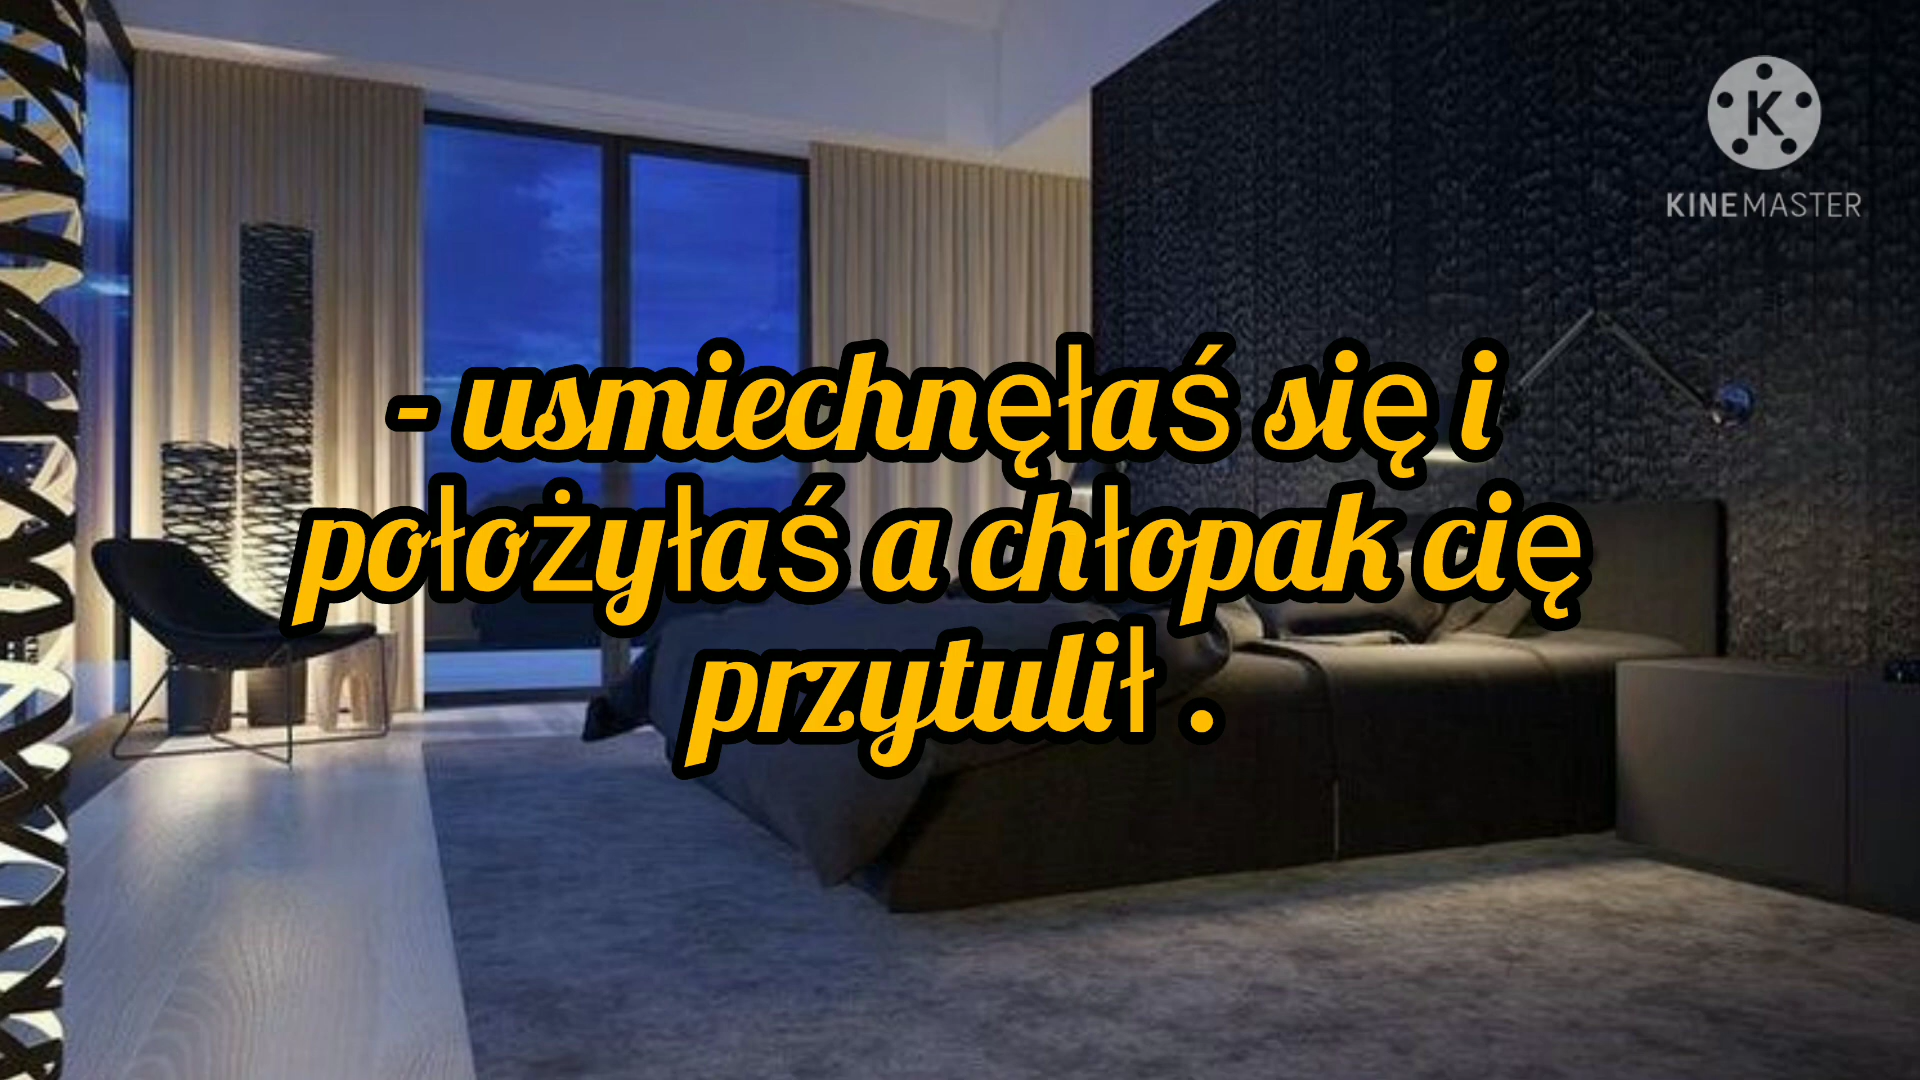 KINEMASTER
- usmiechnęłaś się i
położyłaś a chłopak cię
przytulił .